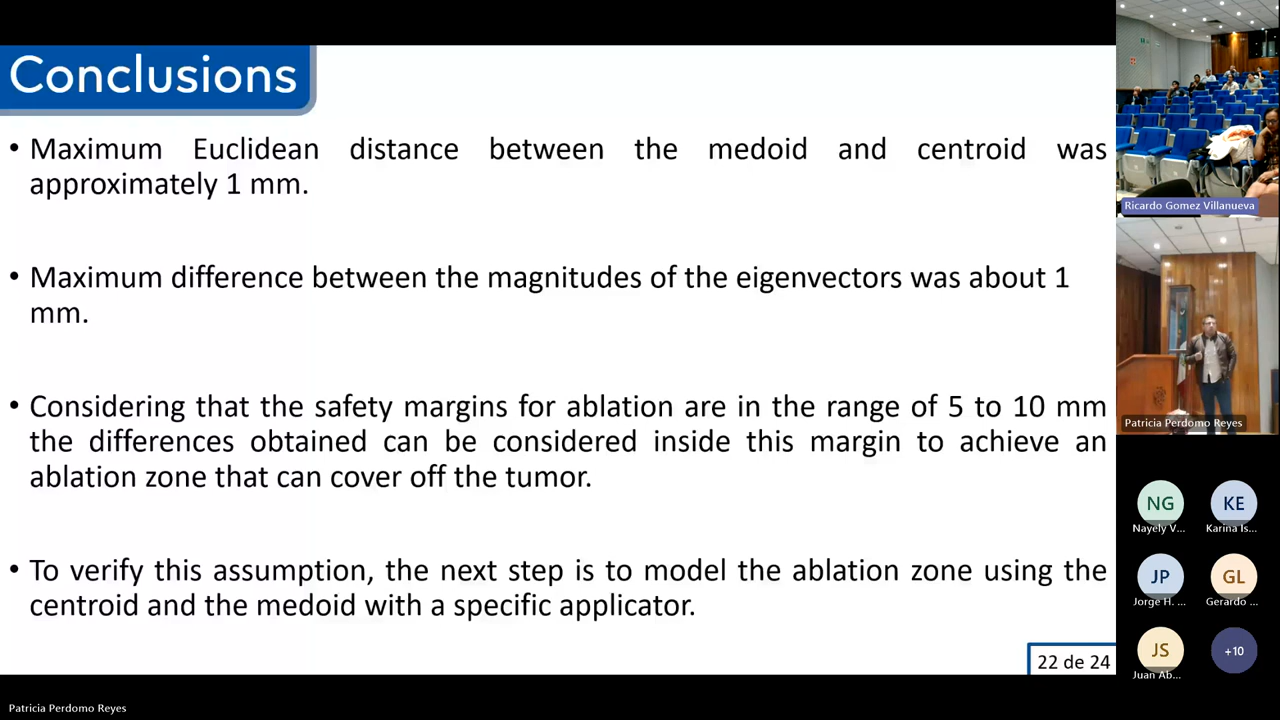 Conclusions
• Maximum Euclidean distance between the medoid and centroid was
approximately 1 mm.
• Maximum difference between the magnitudes of the eigenvectors was about 1
mm.
• Considering that the safety margins for ablation are in the range of 5 to 10 mm
the differences obtained can be considered inside this margin to achieve an
ablation zone that can cover off the tumor.
• To verify this assumption, the next step is to model the ablation zone using the
centroid and the medoid with a specific applicator.
22 de 24
Ricardo Gomez Villanueva
Patricia Perdomo Reyes
NG
Nayely V...
KE
Karina Is...
JP
Jorge H. ...
GL
Gerardo ...
JS
Juan Ab...
+10
Patricia Perdomo Reyes